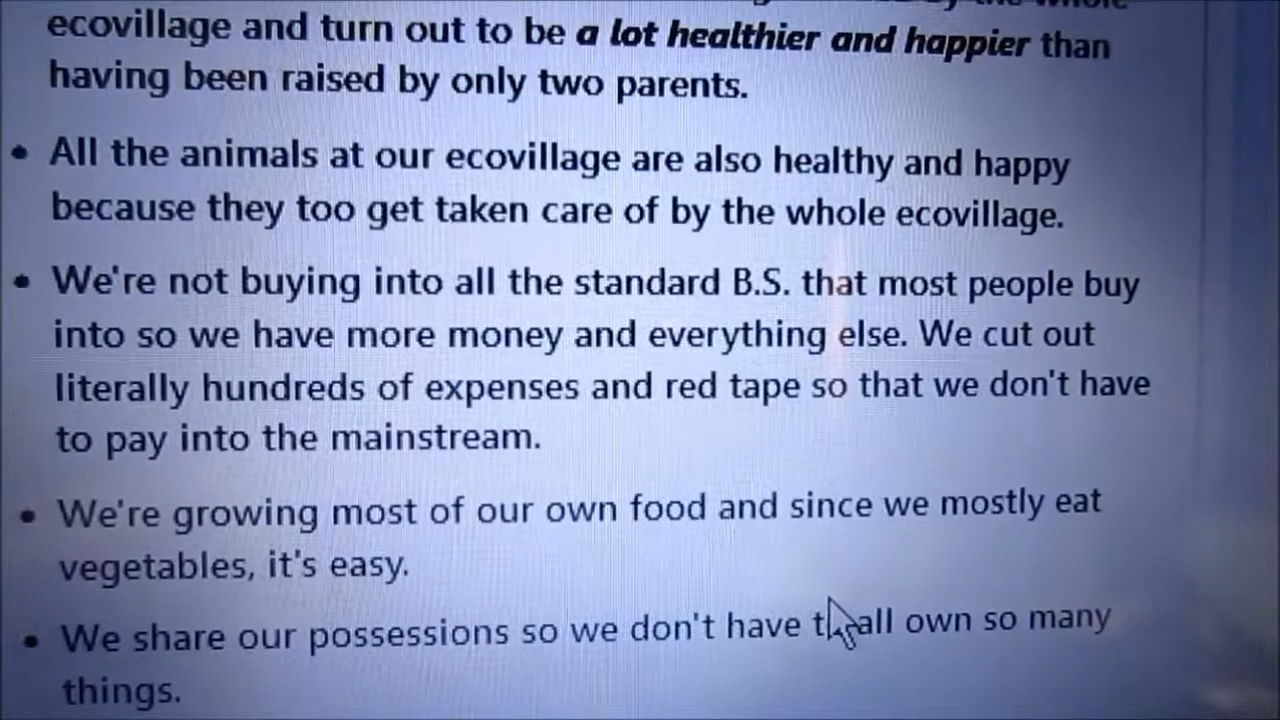 ecovillage and turn out to be a lot healthier and happier than
having been raised by only two parents.
• All the animals at our ecovillage are also healthy and happy
because they too get taken care of by the whole ecovillage.
• We're not buying into all the standard B.S. that most people buy
into so we have more money and everything else. We cut out
literally hundreds of expenses and red tape so that we don't have
to pay into the mainstream.
• We're growing most of our own food and since we mostly eat
vegetables, it's easy.
• We share our possessions so we don't have all own so many
things.